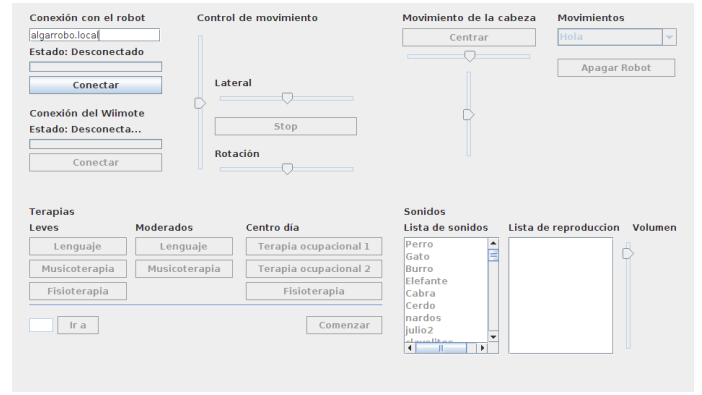 Conexión con el robot
algarrobo.local
Estado: Desconectado
Conectar
Conexión del Wiimote
Estado: Desconecta...
Conectar
Control de movimiento
Lateral
Stop
Rotación
Movimiento de la cabeza
Centrar
Movimientos
Hola
Apagar Robot
Terapias
Leves
Moderados
Centro día
Lenguaje
Lenguaje
Terapia ocupacional 1
Musicoterapia
Musicoterapia
Terapia ocupacional 2
Fisioterapia
Fisioterapia
Ir a
Comenzar
Sonidos
Lista de sonidos
Lista de reproduccion
Volumen
Perro
Gato
Burro
Elefante
Cabra
Cerdo
nardos
julio2